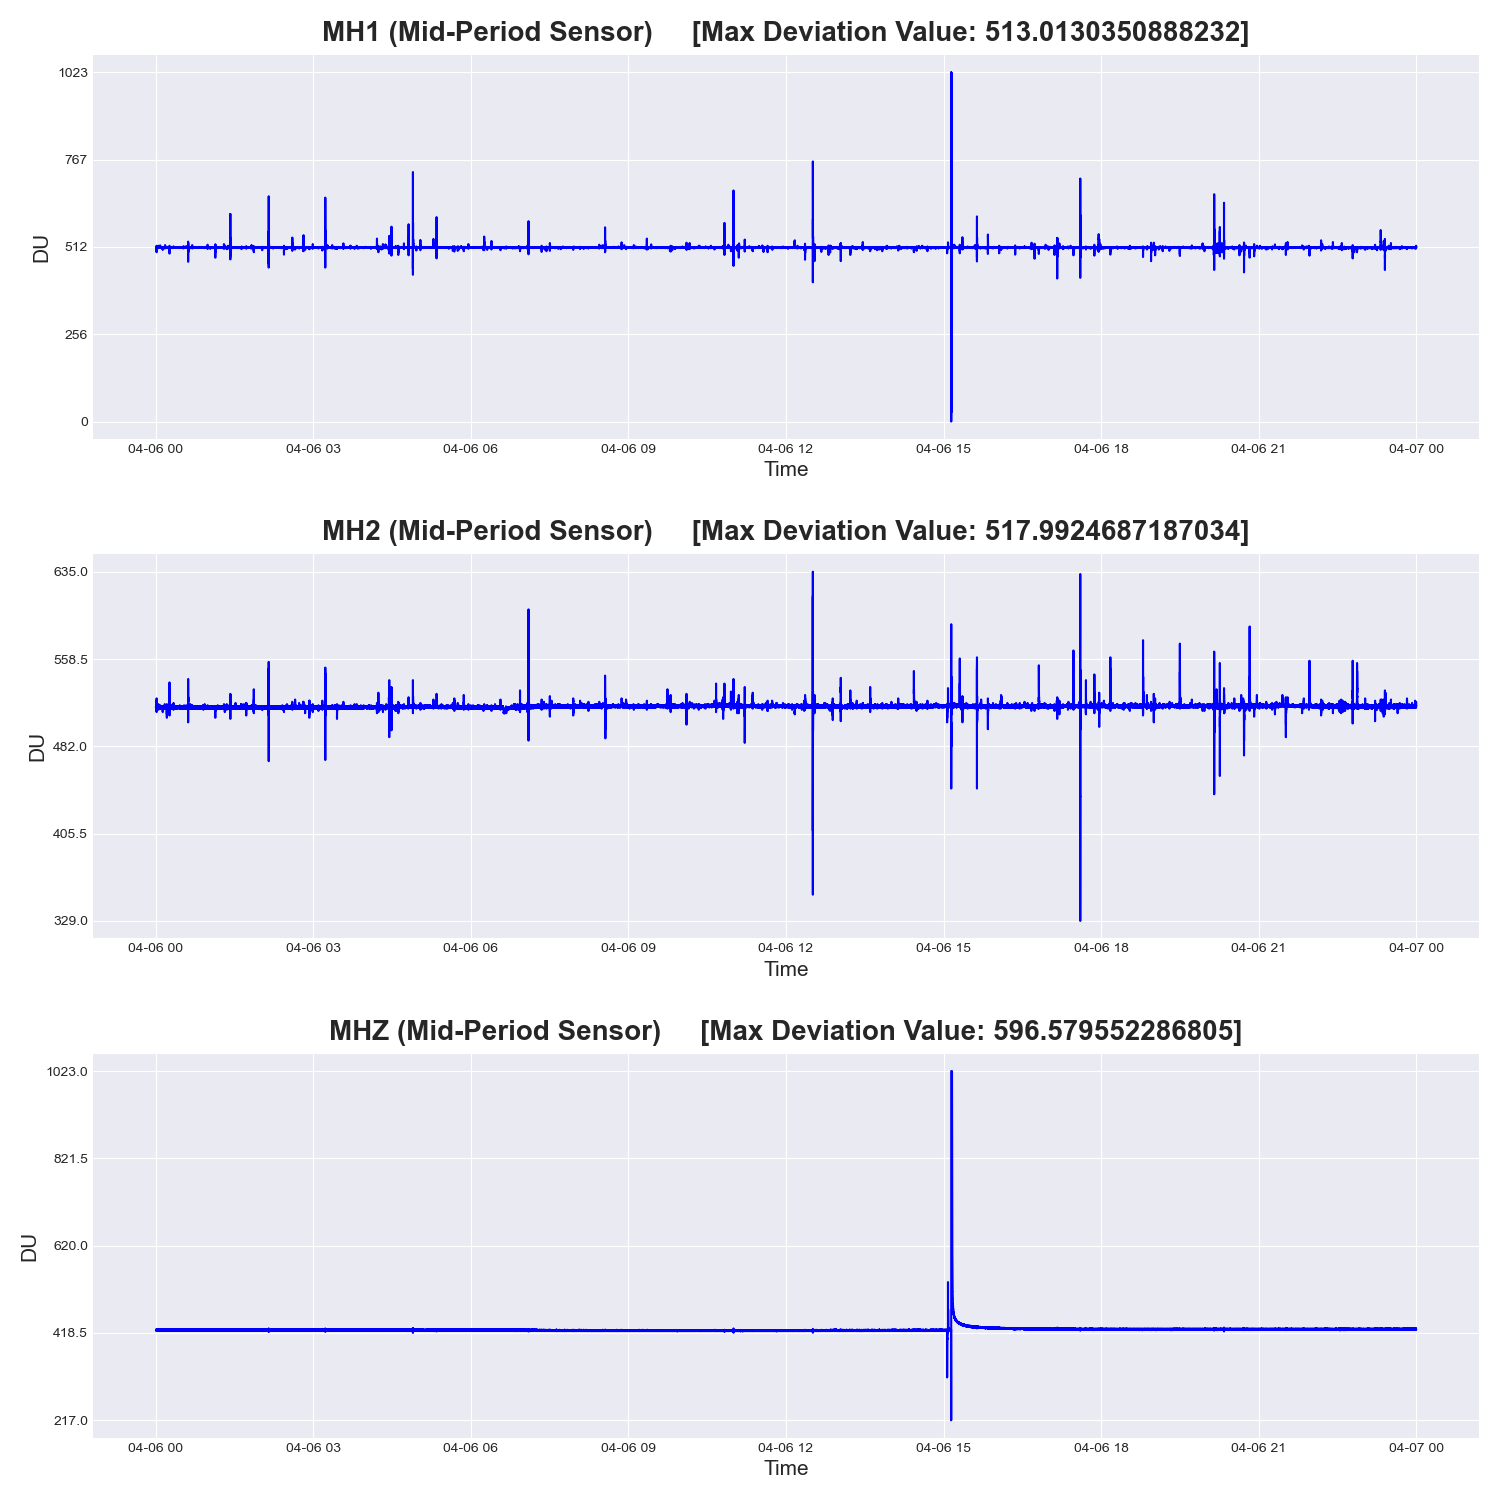 MH1 (Mid-Period Sensor) [Max Deviation Value: 513.0130350888232]
1023
767
512
256
0
DU
04-06 00 04-06 03 04-06 06 04-06 09 04-06 12 04-06 15 04-06 18 04-06 21 04-07 00
Time
MH2 (Mid-Period Sensor) [Max Deviation Value: 517.9924687187034]
635.0
558.5
482.0
405.5
329.0
DU
04-06 00 04-06 03 04-06 06 04-06 09 04-06 12 04-06 15 04-06 18 04-06 21 04-07 00
Time
MHZ (Mid-Period Sensor) [Max Deviation Value: 596.579552286805]
1023.0
821.5
620.0
418.5
217.0
DU
04-06 00 04-06 03 04-06 06 04-06 09 04-06 12 04-06 15 04-06 18 04-06 21 04-07 00
Time